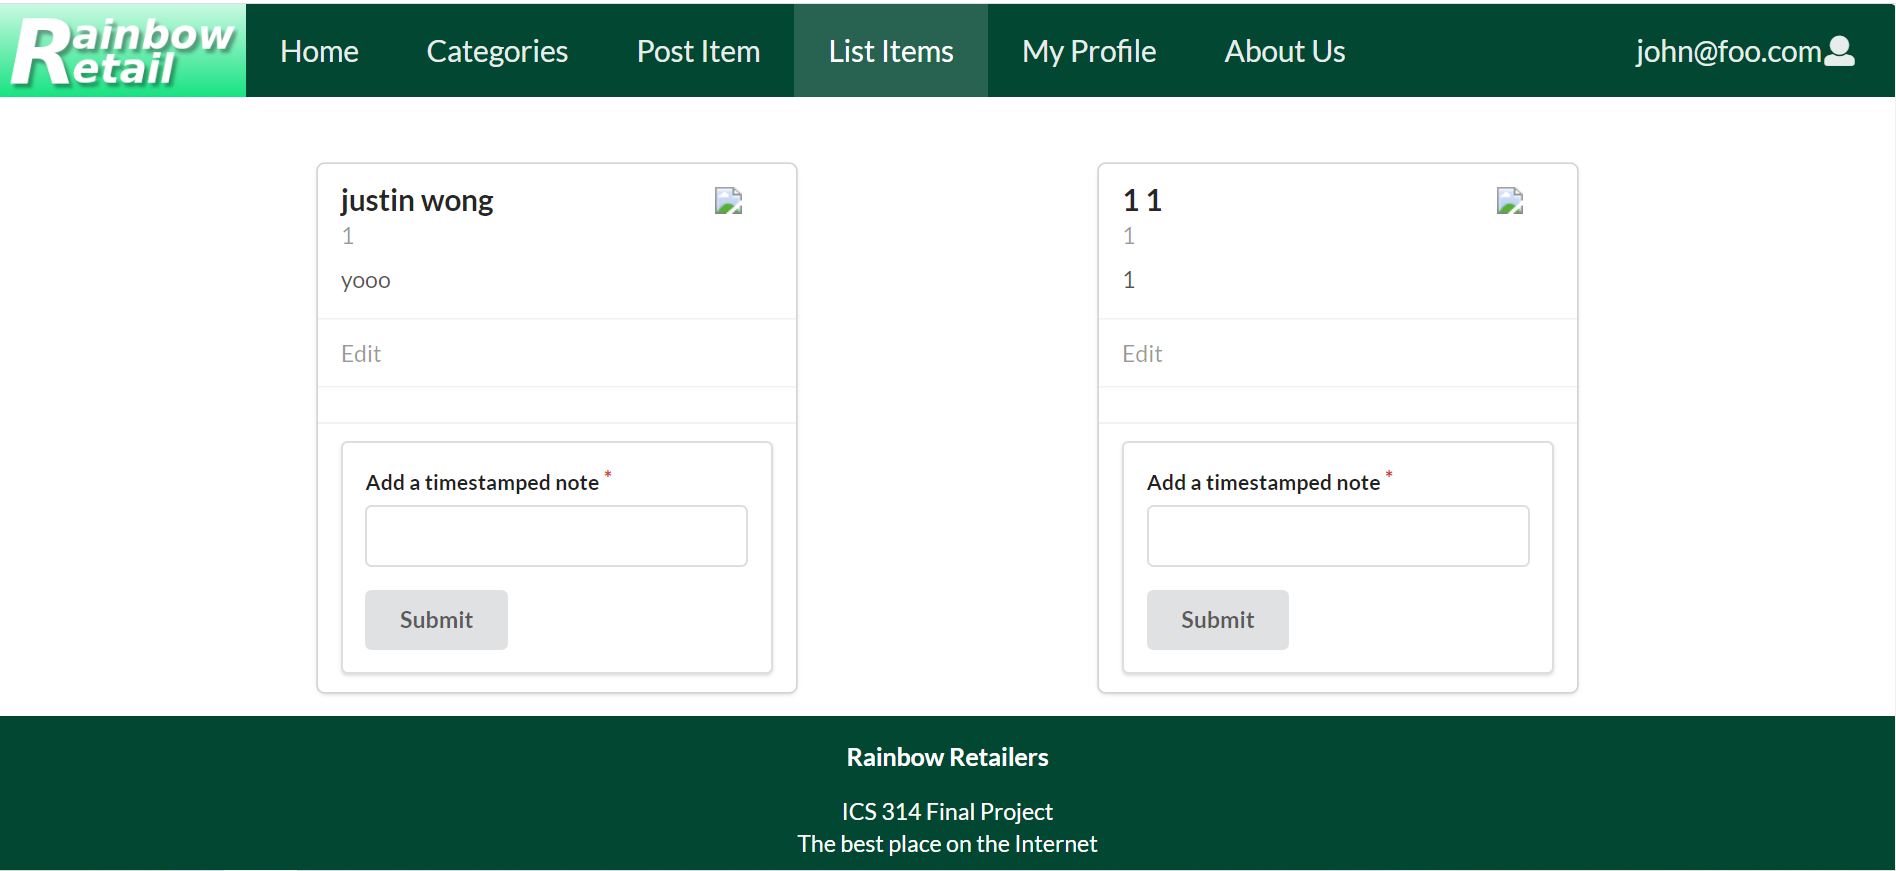 Rainbow
Retail
Home
Categories
Post Item
List Items
My Profile
About Us
john@foo.com
justin wong
1
yooo
Edit
Add a timestamped note *
Submit
1 1
1
1
Edit
Add a timestamped note *
Submit
Rainbow Retailers
ICS 314 Final Project
The best place on the Internet